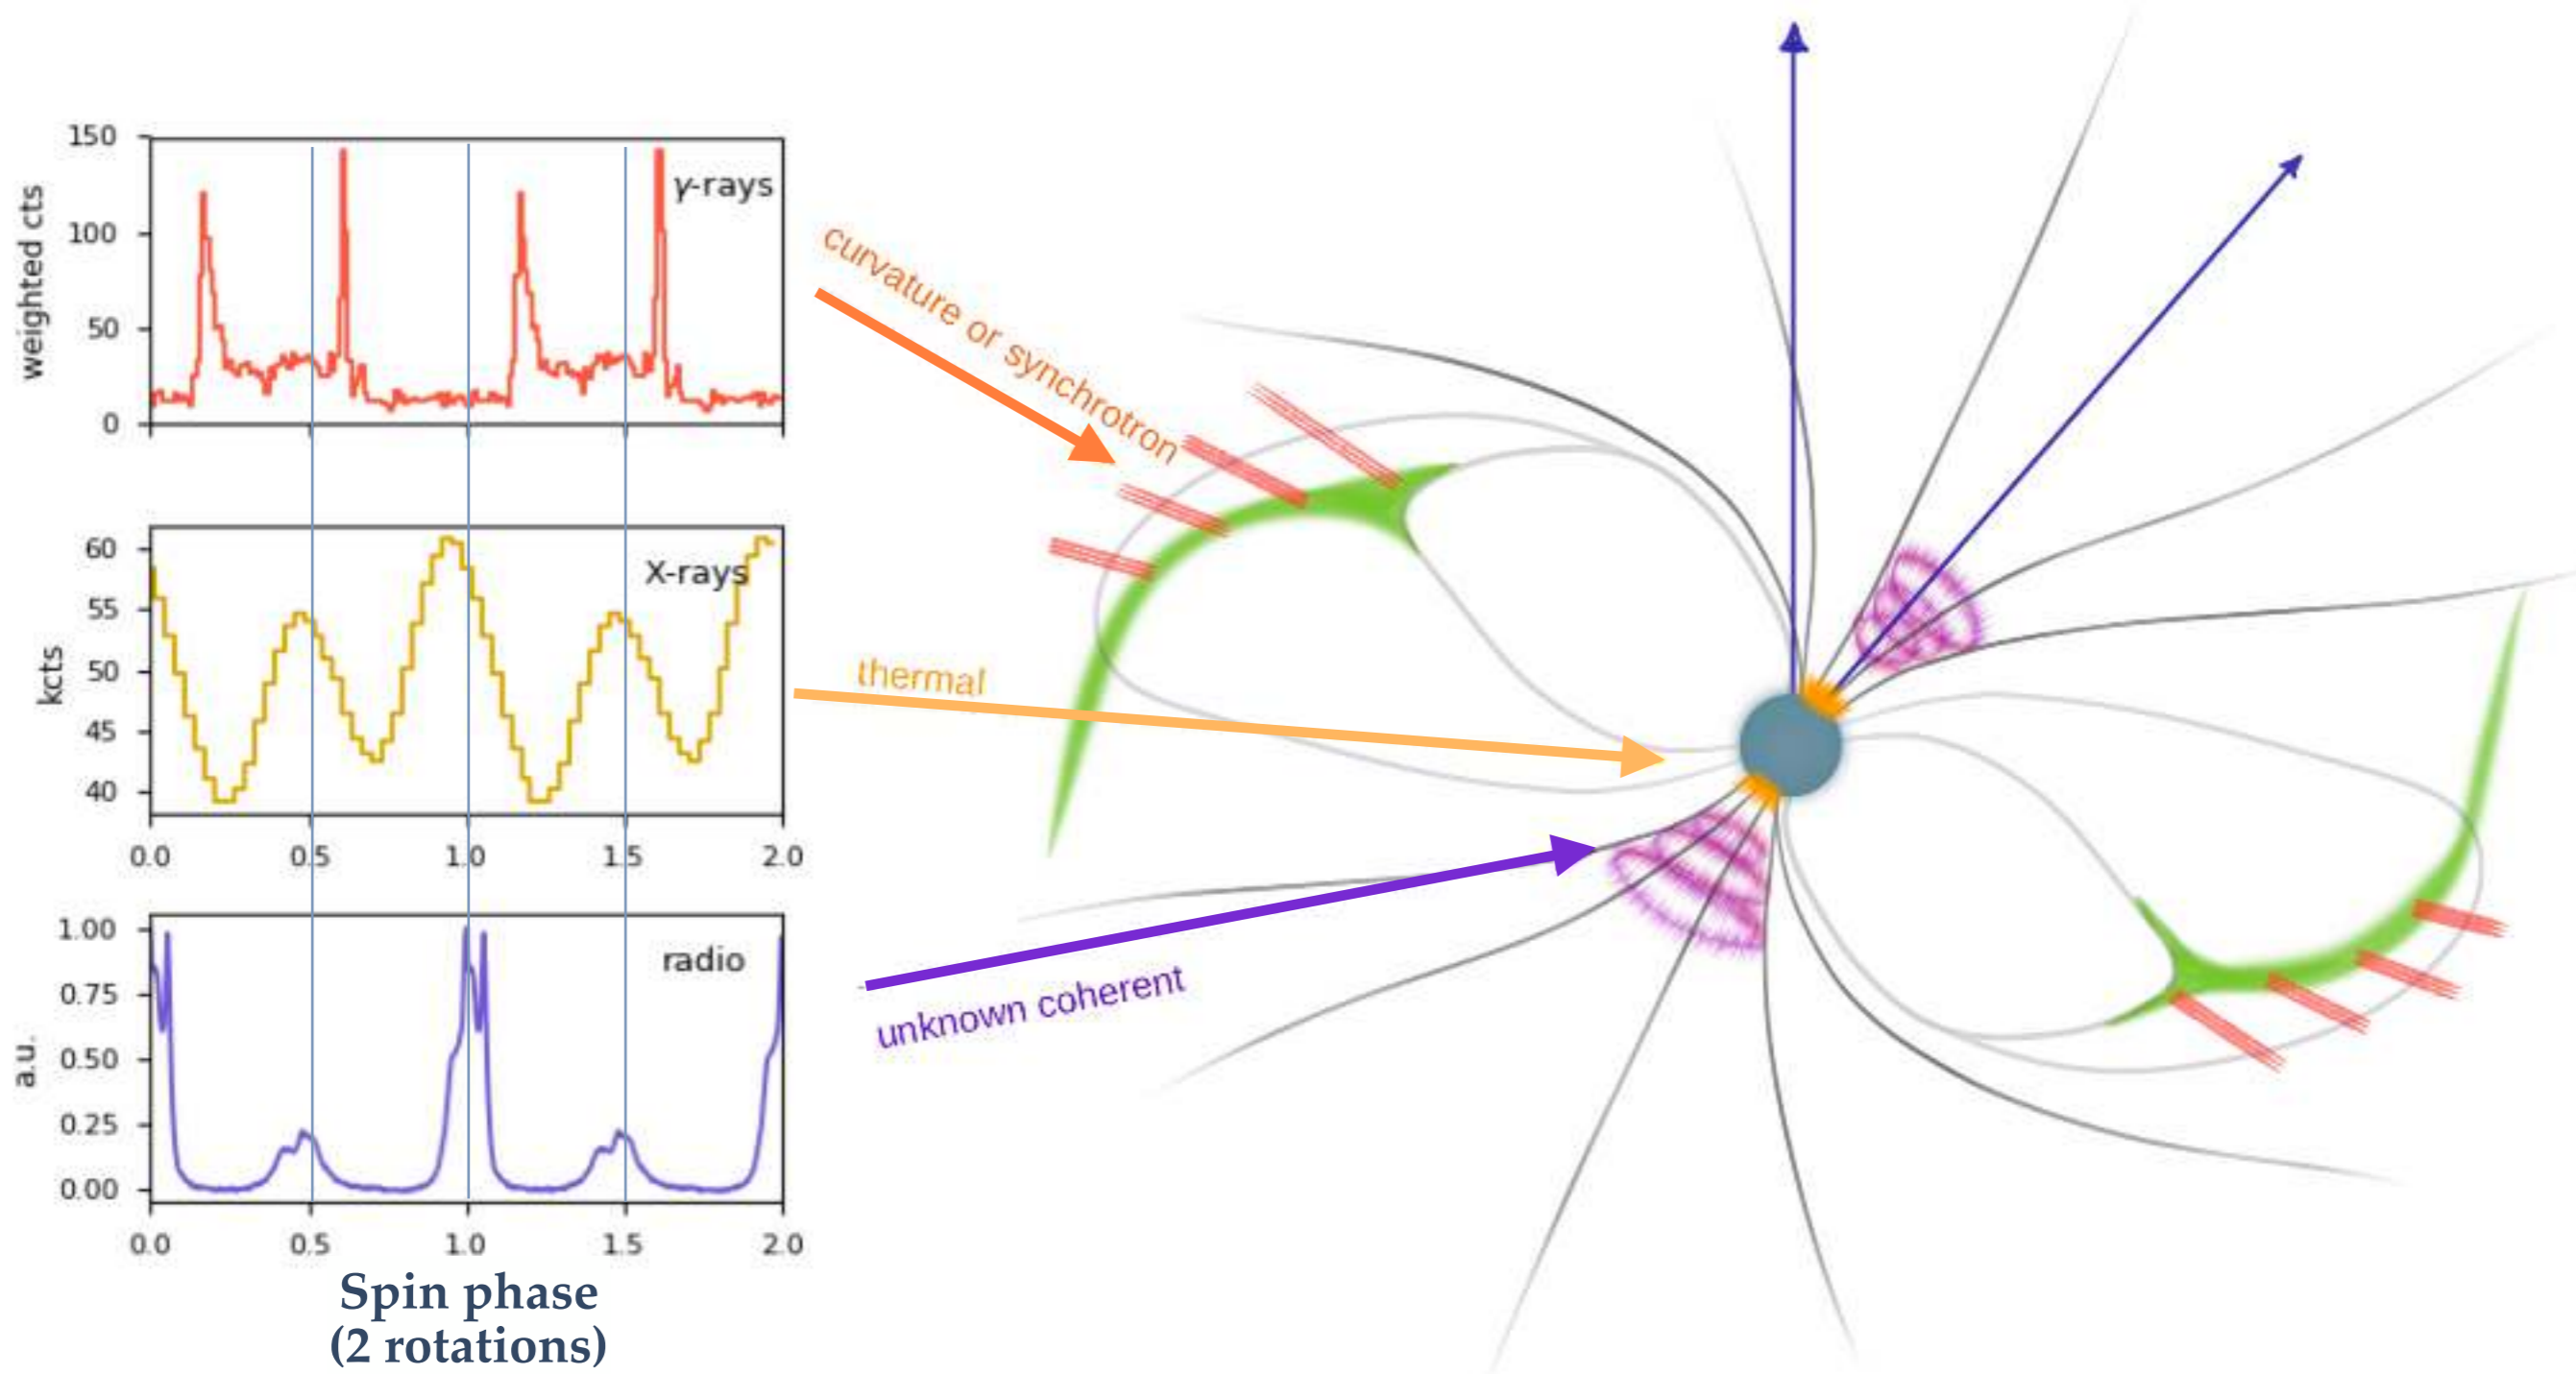 150
100
50
0
weighted cts
γ-rays
60
55
50
45
40
kcts
X-rays
0.0 0.5 1.0 1.5 2.0
1.00
0.75
0.50
0.25
0.00
a.u.
radio
0.0 0.5 1.0 1.5 2.0
Spin phase
(2 rotations)
curvature or synchrotron
thermal
unknown coherent